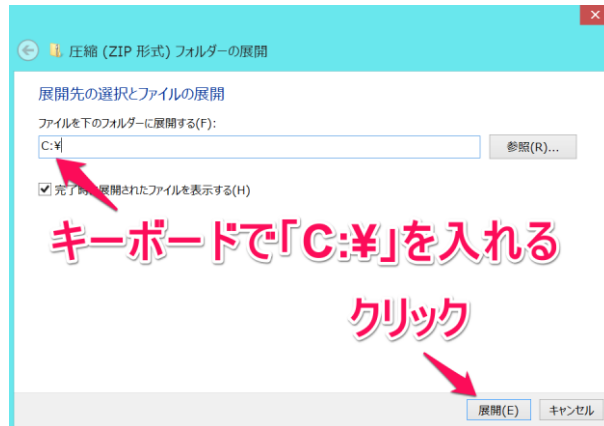 圧縮 (ZIP 形式) フォルダーの展開
展開先の選択とファイルの展開
ファイルを下のフォルダーに展開する(F):
C:¥
参照(R)...
完了時に展開されたファイルを表示する(H)
キーボードで「C:¥」を入れる
クリック
展開(E)
キャンセル